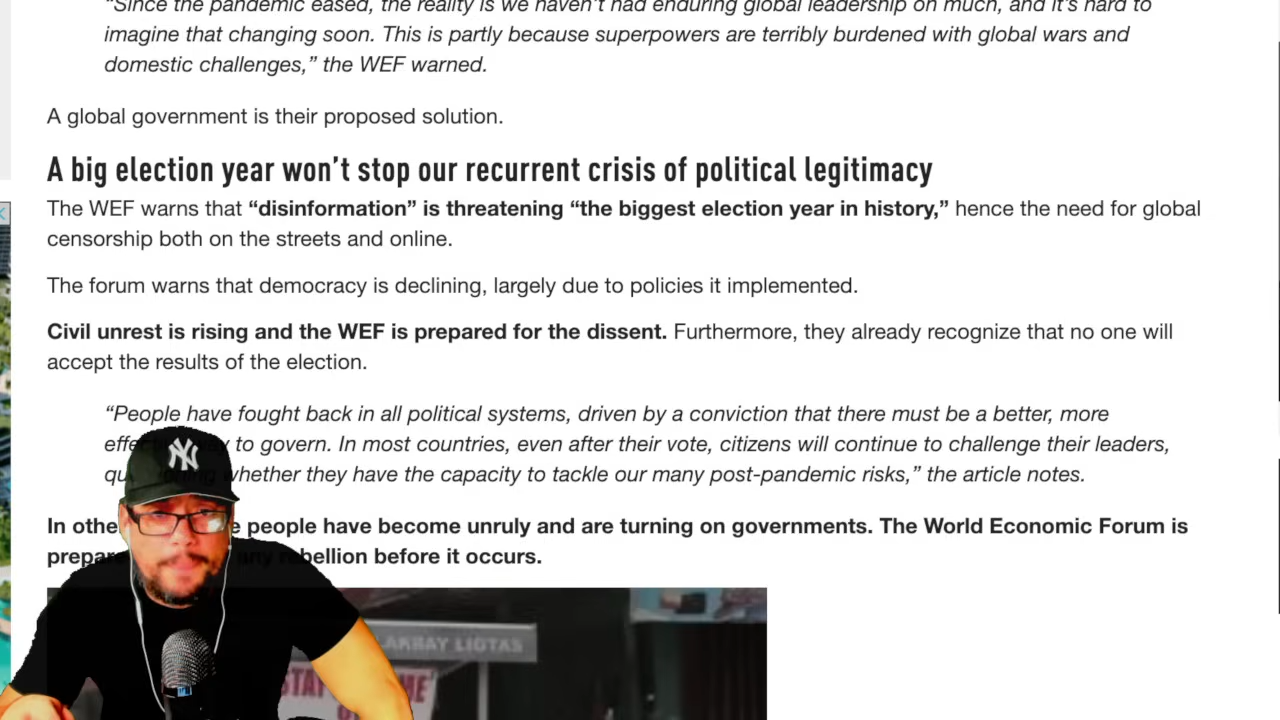 “Since the pandemic eased, the reality is we haven’t had enduring global leadership on much, and it’s hard to
imagine that changing soon. This is partly because superpowers are terribly burdened with global wars and
domestic challenges,” the WEF warned.
A global government is their proposed solution.
A big election year won’t stop our recurrent crisis of political legitimacy
The WEF warns that “disinformation” is threatening “the biggest election year in history,” hence the need for global
censorship both on the streets and online.
The forum warns that democracy is declining, largely due to policies it implemented.
Civil unrest is rising and the WEF is prepared for the dissent. Furthermore, they already recognize that no one will
accept the results of the election.
“People have fought back in all political systems, driven by a conviction that there must be a better, more
to govern. In most countries, even after their vote, citizens will continue to challenge their leaders,
whether they have the capacity to tackle our many post-pandemic risks,” the article notes.
In othe people have become unruly and are turning on governments. The World Economic Forum is
prepar any rebellion before it occurs.
NY
AKBAY LIGTAS
STAY ME